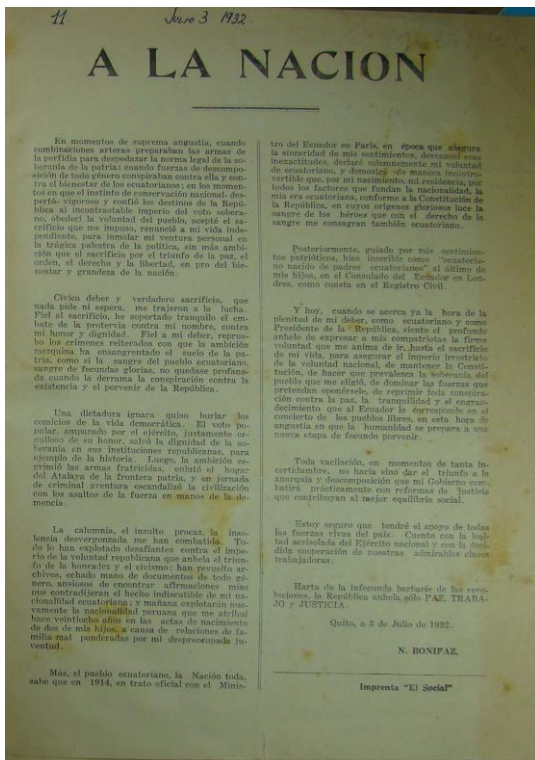 11
Julio 3 1932
A LA NACION
En momentos de suprema angustia, cuando
combinaciones arteras preparaban las armas de
la perfidia para despedazar la norma legal de la so-
beranía de la patria; cuando fuerzas de descompo-
sición de todo género conspiraban contra ella y con-
tra el bienestar de los ecuatorianos; en los momen-
tos en que el instinto de conservación nacional des-
pertó vigoroso y confió los destinos de la Repú-
blica al incontrastable imperio del voto sobera-
no, obedecí la voluntad del pueblo, acepté el sa-
crificio que me impuso, renuncié a mi vida inde-
pendiente, para inmolar mi ventura personal en
la trágica palestra de la política, sin más ambi-
ción que el sacrificio por el triunfo de la paz, el
orden, el derecho y la libertad, en pro del bie-
nestar y grandeza de la nación.
Cívico deber y verdadero sacrificio, que
nada pide ni espera, me trajeron a la lucha.
Fiel al sacrificio, he soportado tranquilo el em-
bate de la protervia contra mi nombre, contra
mi honor y dignidad. Fiel a mi deber, reprue-
bo los crímenes reiterados con que la ambición
mezquina ha ensangrentado el suelo de la pa-
tria, como si la sangre del pueblo ecuatoriano,
sangre de fecundas glorias, no quedase profana-
da cuando la derrama la conspiración contra la
existencia y el porvenir de la República.
Una dictadura ignara quiso burlar los
comicios de la vida democrática. El voto po-
pular, amparado por el ejército, justamente or-
gulloso de su honor, salvó la dignidad de la so-
beranía en sus instituciones republicanas, para
ejemplo de la historia. Luego, la ambición es-
grimió las armas fratricidas, enlutó el hogar
del Atalaya de la frontera patria, y en jornada
de criminal aventura escandalizó la civilización
con los asaltos de la fuerza en manos de la de-
mencia.
La calumnia, el insulto procaz, la inso-
lencia desvergonzada me han combatido. To-
do lo han explotado desafiantes contra el impe-
rio de la voluntad republicana que anhela el triun-
fo de la honradez y el civismo; han revuelto ar-
chivos, echado mano de documentos de todo gé-
nero, ansiosos de encontrar afirmaciones mías
que contradijeran el hecho indiscutible de mi na-
cionalidad ecuatoriana; y mañana explotarán nue-
vamente la nacionalidad peruana que me atribuí
hace veintiocho años en las actas de nacimiento
de dos de mis hijos, a causa de relaciones de fa-
milia mal ponderadas por mi despreocupada ju-
ventud.
Más, el pueblo ecuatoriano, la Nación toda,
sabe que en 1914, en trato oficial con el Minis-
tro del Ecuador en París, en época que asegura
la sinceridad de mis sentimientos, desvanecí esas
inexactitudes, declaré solemnemente mi voluntad
de ecuatoriano, y demostré de manera incontro-
vertible que, por mi nacimiento, mi residencia, por
todos los factores que fundan la nacionalidad, la
mía era ecuatoriana, conforme a la Constitución de
la República, en cuyos orígenes gloriosos luce la
sangre de los héroes que con el derecho de la
sangre me consagran también ecuatoriano.
Posteriormente, guiado por mis sentimien-
tos patrióticos, hice inscribir como "ecuatoria-
no nacido de padres ecuatorianos" al último de
mis hijos, en el Consulado del Ecuador en Lon-
dres, como consta en el Registro Civil.
Y hoy, cuando se acerca ya la hora de la
plenitud de mi deber, como ecuatoriano y como
Presidente de la República, siento el profundo
anhelo de expresar a mis compatriotas la firme
voluntad que me anima de ir, hasta el sacrificio
de mi vida, para asegurar el imperio irrestricto
de la voluntad nacional, de mantener la Consti-
tución, de hacer que prevalezca la soberanía del
pueblo que me eligió, de dominar las fuerzas que
pretendan oponérsele, de reprimir toda conspira-
ción contra la paz, la tranquilidad y el engran-
decimiento que al Ecuador le corresponde en el
concierto de los pueblos libres, en esta hora de
angustia en que la humanidad se prepara a una
nueva etapa de fecundo porvenir.
Toda vacilación, en momentos de tanta in-
certidumbre, no haría sino dar el triunfo a la
anarquía y descomposición que mi Gobierno com-
batirá prácticamente con reformas de justicia
que contribuyan al mejor equilibrio social.
Estoy seguro que tendré el apoyo de todas
las fuerzas vivas del país. Cuento con la leal-
tad acrisolada del Ejército nacional y con la deci-
dida cooperación de nuestras admirables clases
trabajadoras.
Harta de la infecunda barbarie de las revo-
luciones, la República anhela sólo PAZ, TRABA-
JO y JUSTICIA.
Quito, a 3 de Julio de 1932.
N. BONIFAZ.
Imprenta "El Social"